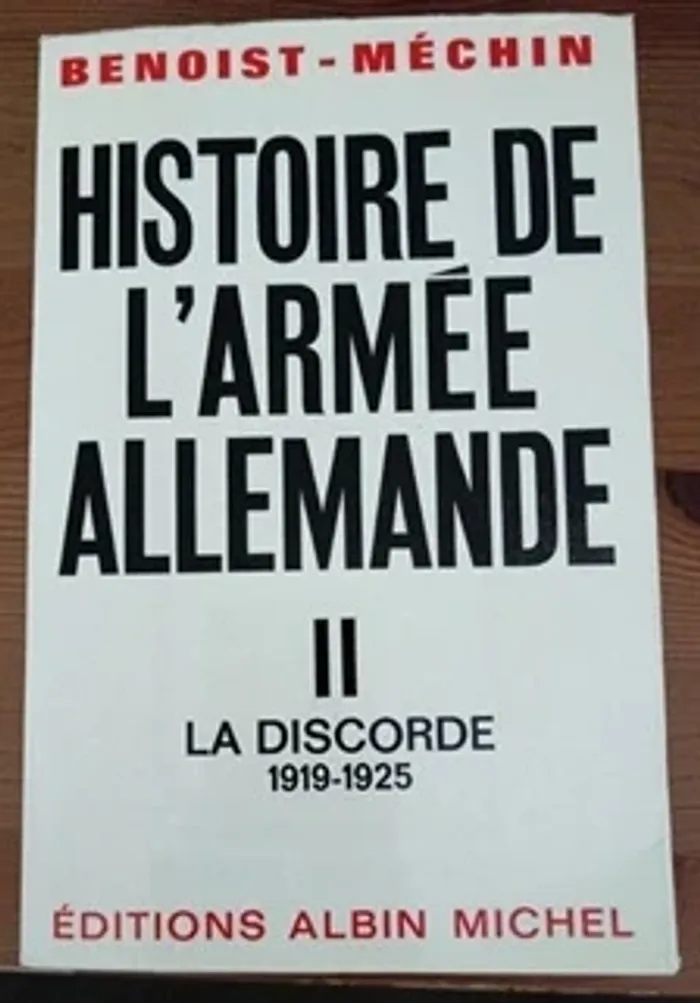 BENOIST-MÉCHIN
HISTOIRE DE
L'ARMÉE
ALLEMANDE
II
LA DISCORDE
1919-1925
ÉDITIONS ALBIN MICHEL